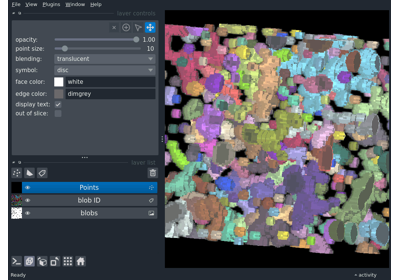 File View Plugins Window Help
layer controls
opacity: 1.00
point size: 10
blending: translucent
symbol: disc
face color: white
edge color: dimgrey
display text:
out of slice:
layer list
Points
blob ID
blobs
Ready
activity